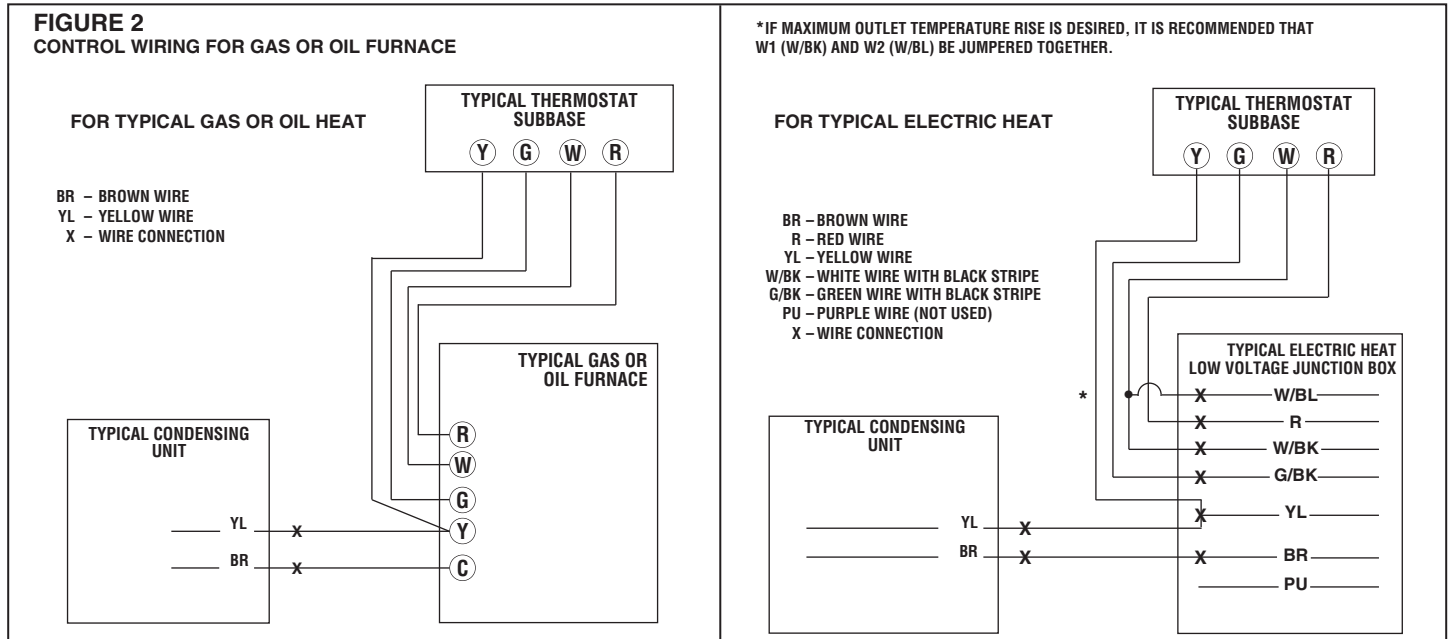 FIGURE 2
CONTROL WIRING FOR GAS OR OIL FURNACE
FOR TYPICAL GAS OR OIL HEAT
TYPICAL THERMOSTAT
SUBBASE
Y G W R
BR – BROWN WIRE
YL – YELLOW WIRE
X – WIRE CONNECTION
TYPICAL GAS OR
OIL FURNACE
R
W
G
Y
C
TYPICAL CONDENSING
UNIT
YL X
BR X
*IF MAXIMUM OUTLET TEMPERATURE RISE IS DESIRED, IT IS RECOMMENDED THAT
W1 (W/BK) AND W2 (W/BL) BE JUMPERED TOGETHER.
FOR TYPICAL ELECTRIC HEAT
TYPICAL THERMOSTAT
SUBBASE
Y G W R
BR – BROWN WIRE
R – RED WIRE
YL – YELLOW WIRE
W/BK – WHITE WIRE WITH BLACK STRIPE
G/BK – GREEN WIRE WITH BLACK STRIPE
PU – PURPLE WIRE (NOT USED)
X – WIRE CONNECTION
TYPICAL ELECTRIC HEAT
LOW VOLTAGE JUNCTION BOX
* X W/BL
X R
X W/BK
X G/BK
X YL
X BR
PU
TYPICAL CONDENSING
UNIT
YL X
BR X